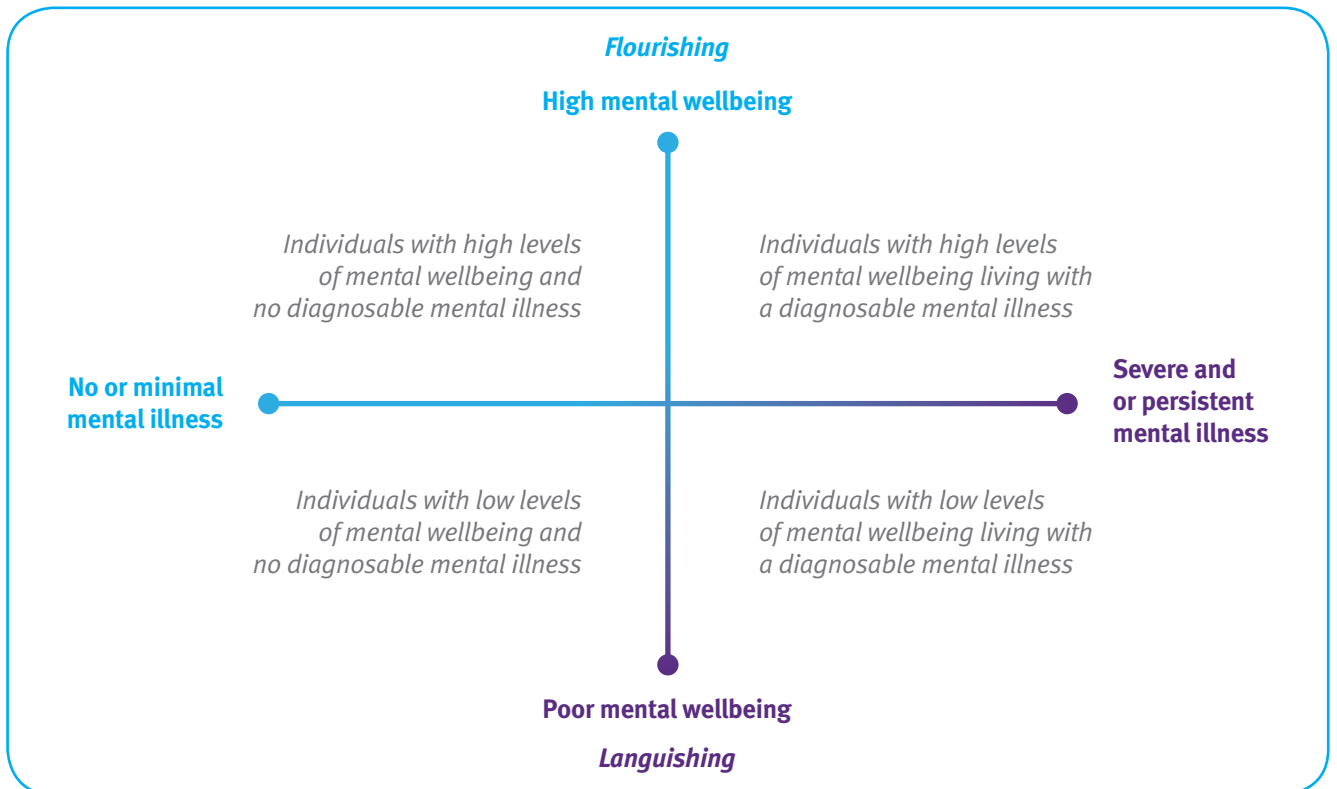 Flourishing
High mental wellbeing
Individuals with high levels
of mental wellbeing and
no diagnosable mental illness
Individuals with high levels
of mental wellbeing living with
a diagnosable mental illness
No or minimal
mental illness
Severe and
or persistent
mental illness
Individuals with low levels
of mental wellbeing and
no diagnosable mental illness
Individuals with low levels
of mental wellbeing living with
a diagnosable mental illness
Poor mental wellbeing
Languishing